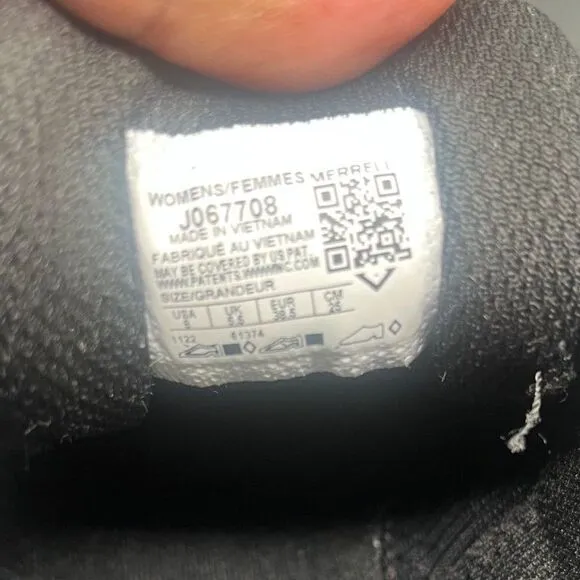 WOMENS/FEMMES MERRELL
J067708
MADE IN VIETNAM
FABRIQUÉ AU VIETNAM
MAY BE COVERED BY US PAT.
WWW.PATENTS.WWWINC.COM
SIZE/GRANDEUR
USA UK EUR CM
8 5.5 38.5 25
1122 61374